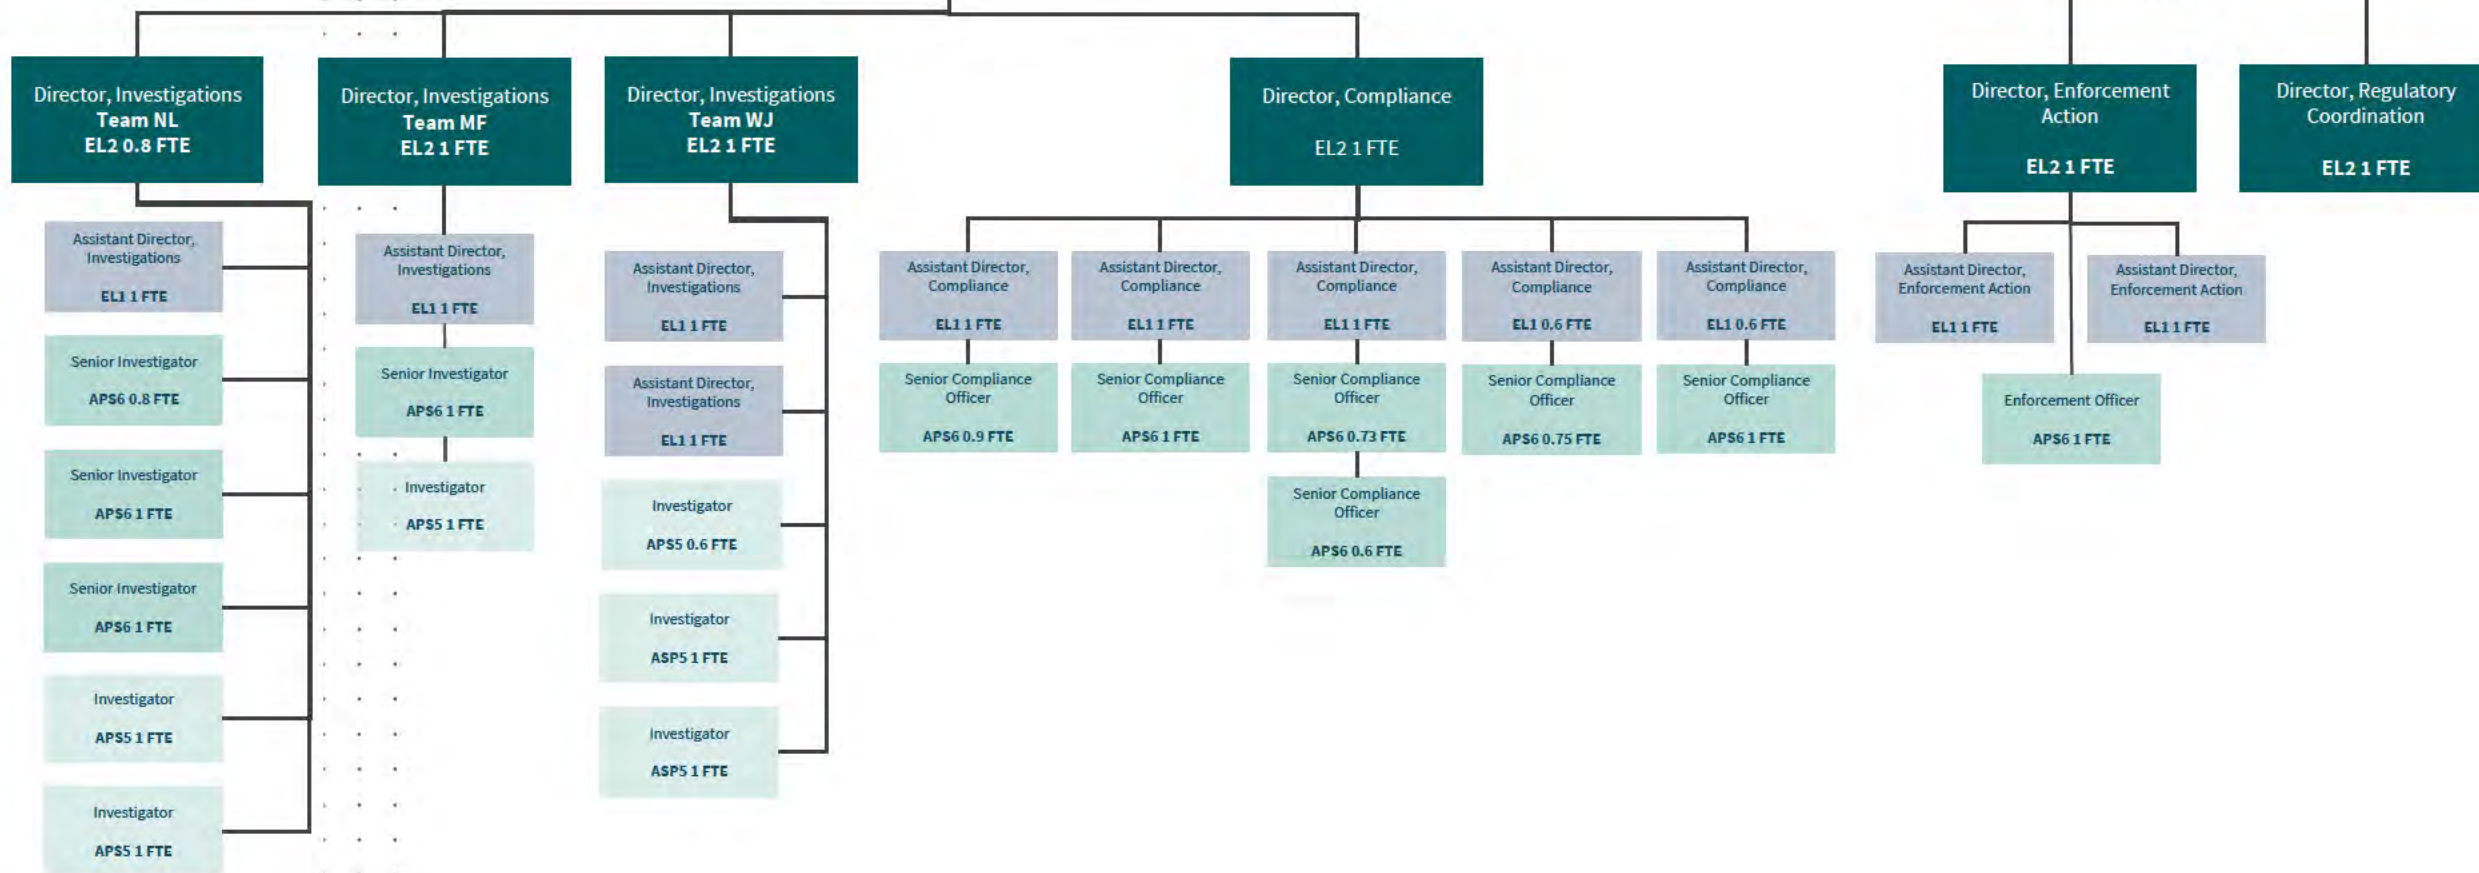 Director, Investigations
Team NL
EL2 0.8 FTE
Director, Investigations
Team MF
EL2 1 FTE
Director, Investigations
Team WJ
EL2 1 FTE
Director, Compliance
EL2 1 FTE
Director, Enforcement
Action
EL2 1 FTE
Director, Regulatory
Coordination
EL2 1 FTE
Assistant Director,
Investigations
EL1 1 FTE
Senior Investigator
APS6 0.8 FTE
Senior Investigator
APS6 1 FTE
Senior Investigator
APS6 1 FTE
Investigator
APS5 1 FTE
Investigator
APS5 1 FTE
Assistant Director,
Investigations
EL1 1 FTE
Senior Investigator
APS6 1 FTE
Investigator
APS5 1 FTE
Assistant Director,
Investigations
EL1 1 FTE
Assistant Director,
Investigations
EL1 1 FTE
Investigator
APS5 0.6 FTE
Investigator
ASP5 1 FTE
Investigator
ASP5 1 FTE
Assistant Director,
Compliance
EL1 1 FTE
Senior Compliance
Officer
APS6 0.9 FTE
Assistant Director,
Compliance
EL1 1 FTE
Senior Compliance
Officer
APS6 1 FTE
Assistant Director,
Compliance
EL1 1 FTE
Senior Compliance
Officer
APS6 0.73 FTE
Senior Compliance
Officer
APS6 0.6 FTE
Assistant Director,
Compliance
EL1 0.6 FTE
Senior Compliance
Officer
APS6 0.75 FTE
Assistant Director,
Compliance
EL1 0.6 FTE
Senior Compliance
Officer
APS6 1 FTE
Assistant Director,
Enforcement Action
EL1 1 FTE
Assistant Director,
Enforcement Action
EL1 1 FTE
Enforcement Officer
APS6 1 FTE